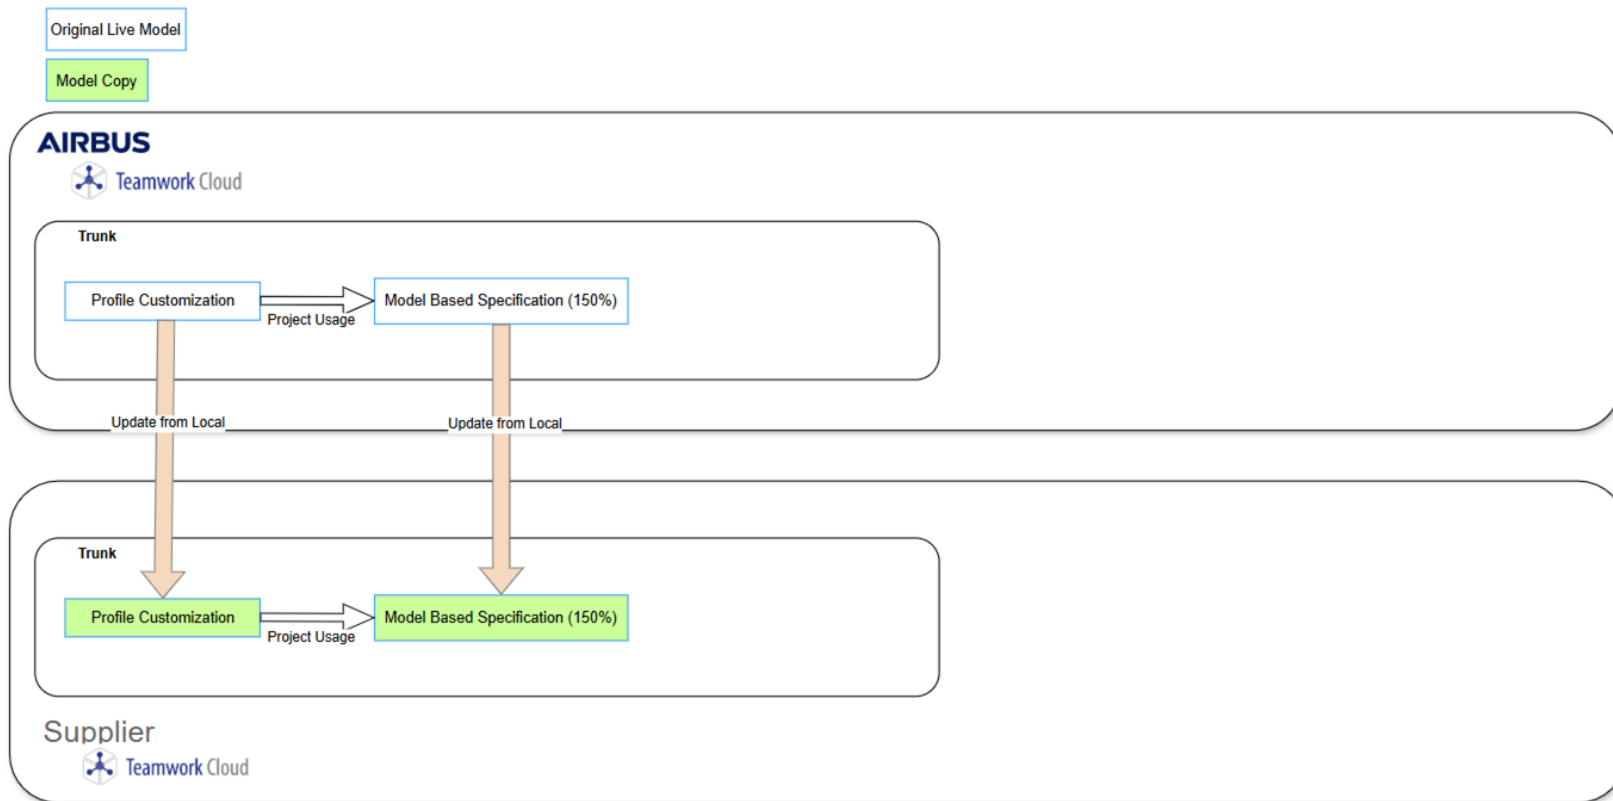 Original Live Model
Model Copy
AIRBUS
Teamwork Cloud
Trunk
Profile Customization
Project Usage
Model Based Specification (150%)
Update from Local
Update from Local
Trunk
Profile Customization
Project Usage
Model Based Specification (150%)
Supplier
Teamwork Cloud